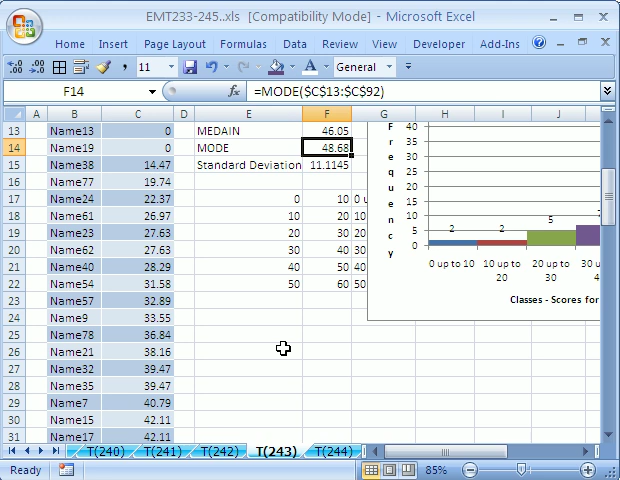 EMT233-245..xls [Compatibility Mode] - Microsoft Excel
Home Insert Page Layout Formulas Data Review View Developer Add-Ins
11 General
F14 fx =MODE($C$13:$C$92)
A B C D E F G H I J
13 Name13 0 MEDAIN 46.05
14 Name19 0 MODE 48.68
15 Name38 14.47 Standard Deviation 11.1145
16 Name77 19.74
17 Name24 22.37 0 10 0 u
18 Name61 26.97 10 20 10
19 Name23 27.63 20 30 20
20 Name62 27.63 30 40 30
21 Name40 28.29 40 50 40
22 Name54 31.58 50 60 50
23 Name57 32.89
24 Name9 33.55
25 Name78 36.84
26 Name21 38.16
27 Name32 39.47
28 Name35 39.47
29 Name7 40.79
30 Name15 42.11
31 Name17 42.11
Frequency
40
35
30
25
20
15
10
5
0
2 2 5
0 up to 10 10 up to 20 20 up to 30 30 u
Classes - Scores for
T(240) T(241) T(242) T(243) T(244)
Ready 85%